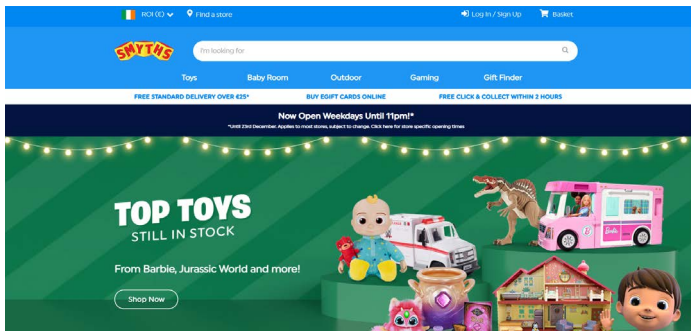 ROI (€) Find a store Log In / Sign Up Basket
SMYTHS I'm looking for
Toys Baby Room Outdoor Gaming Gift Finder
FREE STANDARD DELIVERY OVER €25* BUY EGIFT CARDS ONLINE FREE CLICK & COLLECT WITHIN 2 HOURS
Now Open Weekdays Until 11pm!*
*Until 23rd December. Applies to most stores, subject to change. Click here for store specific opening times
TOP TOYS
STILL IN STOCK
From Barbie, Jurassic World and more!
Shop Now
Barbie